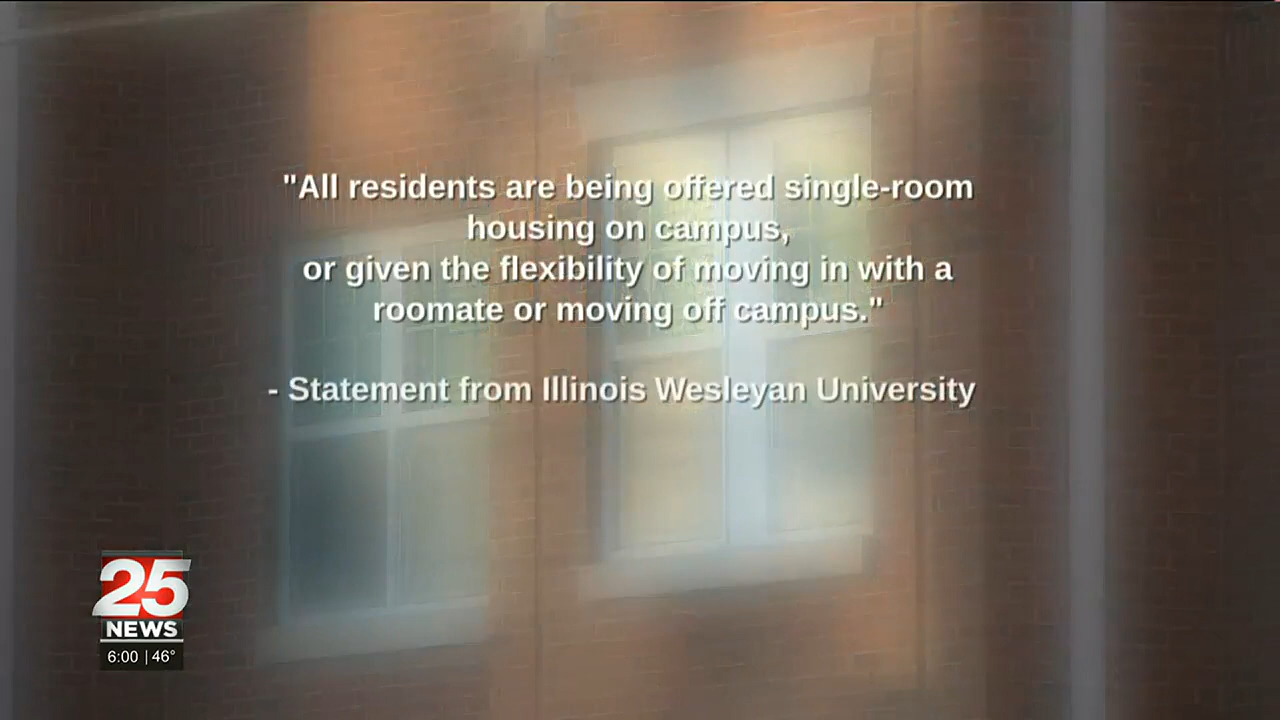 "All residents are being offered single-room
housing on campus,
or given the flexibility of moving in with a
roomate or moving off campus."
- Statement from Illinois Wesleyan University
25
NEWS
6:00 | 46°